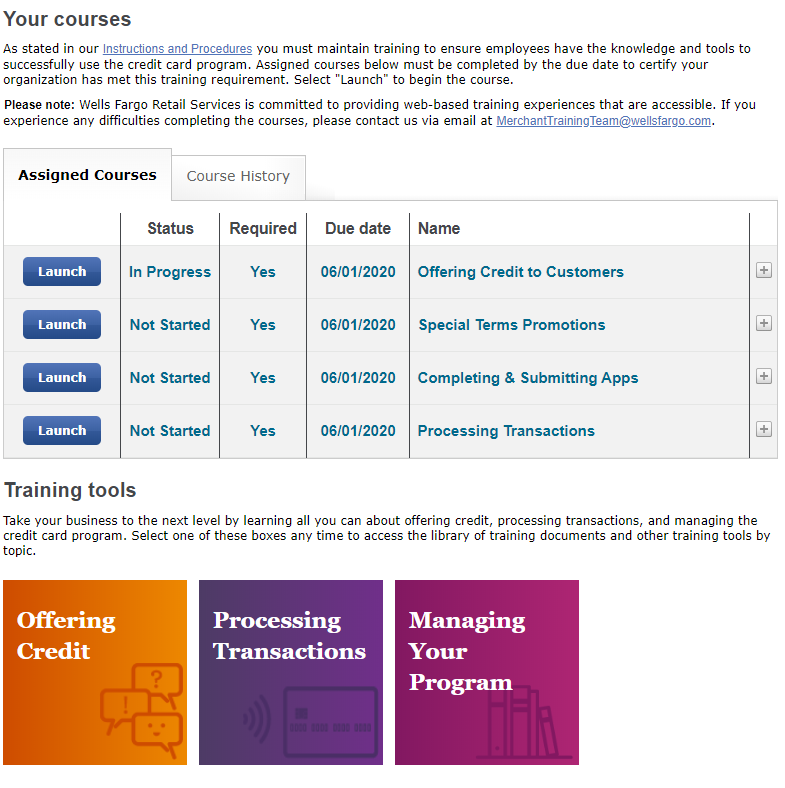 Your courses
As stated in our Instructions and Procedures you must maintain training to ensure employees have the knowledge and tools to
successfully use the credit card program. Assigned courses below must be completed by the due date to certify your
organization has met this training requirement. Select "Launch" to begin the course.
Please note: Wells Fargo Retail Services is committed to providing web-based training experiences that are accessible. If you
experience any difficulties completing the courses, please contact us via email at MerchantTrainingTeam@wellsfargo.com.
Assigned Courses Course History
Status Required Due date Name
Launch In Progress Yes 06/01/2020 Offering Credit to Customers
Launch Not Started Yes 06/01/2020 Special Terms Promotions
Launch Not Started Yes 06/01/2020 Completing & Submitting Apps
Launch Not Started Yes 06/01/2020 Processing Transactions
Training tools
Take your business to the next level by learning all you can about offering credit, processing transactions, and managing the
credit card program. Select one of these boxes any time to access the library of training documents and other training tools by
topic.
Offering
Credit
Processing
Transactions
Managing
Your
Program